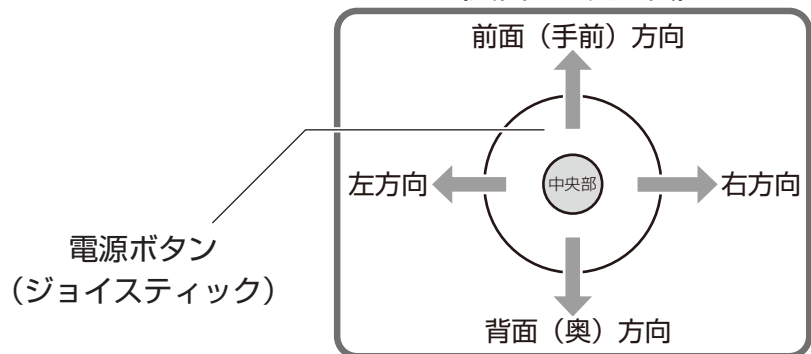 前面（手前）方向
左方向
中央部
右方向
電源ボタン
（ジョイスティック）
背面（奥）方向